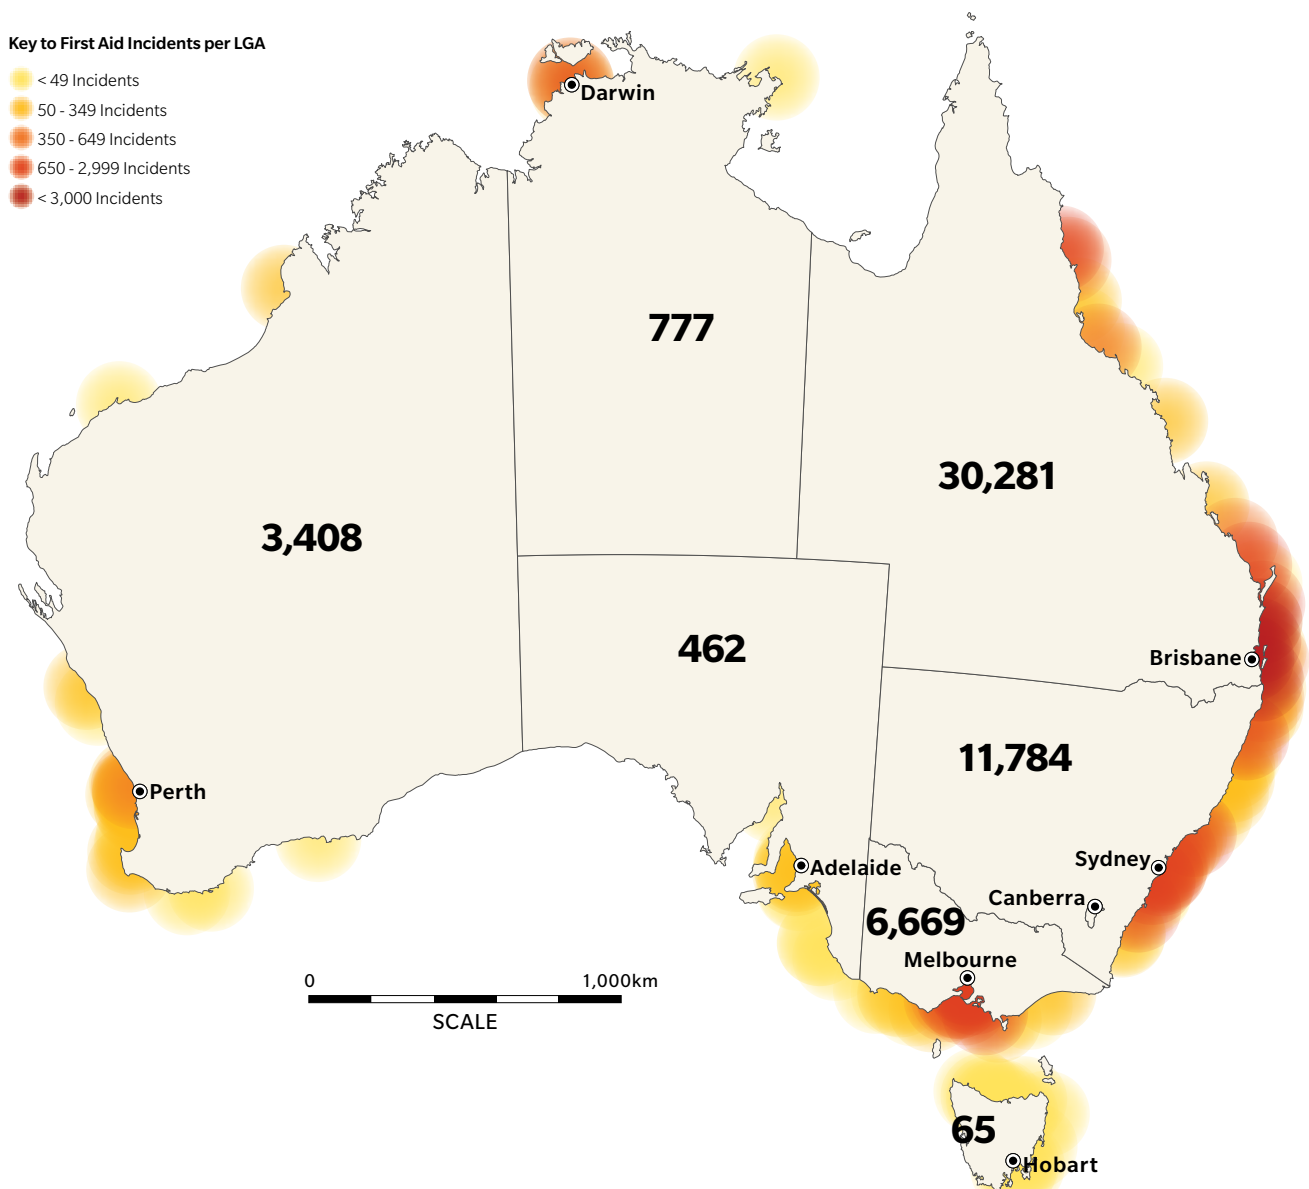 Key to First Aid Incidents per LGA
< 49 Incidents
50 - 349 Incidents
350 - 649 Incidents
650 - 2,999 Incidents
< 3,000 Incidents
Darwin
777
30,281
3,408
462
Brisbane
11,784
Perth
Sydney
Adelaide
Canberra
6,669
Melbourne
0 1,000km
SCALE
65
Hobart